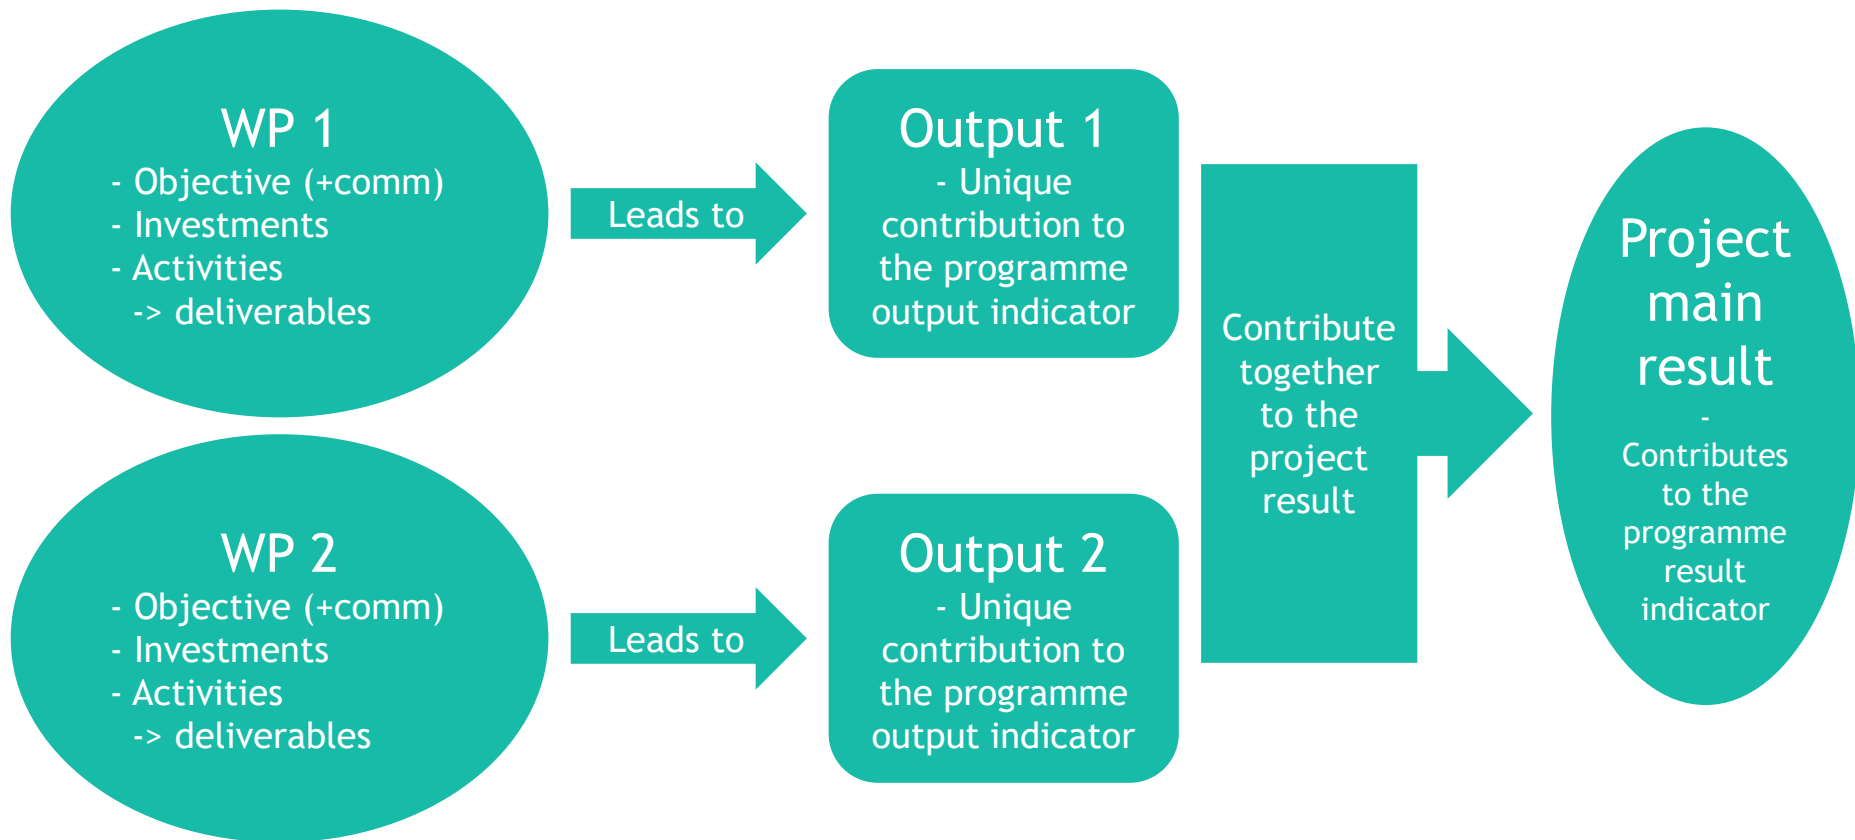 WP 1
- Objective (+comm)
- Investments
- Activities
-> deliverables
Leads to
Output 1
- Unique
contribution to
the programme
output indicator
WP 2
- Objective (+comm)
- Investments
- Activities
-> deliverables
Leads to
Output 2
- Unique
contribution to
the programme
output indicator
Contribute
together
to the
project
result
Project
main
result
-
Contributes
to the
programme
result
indicator